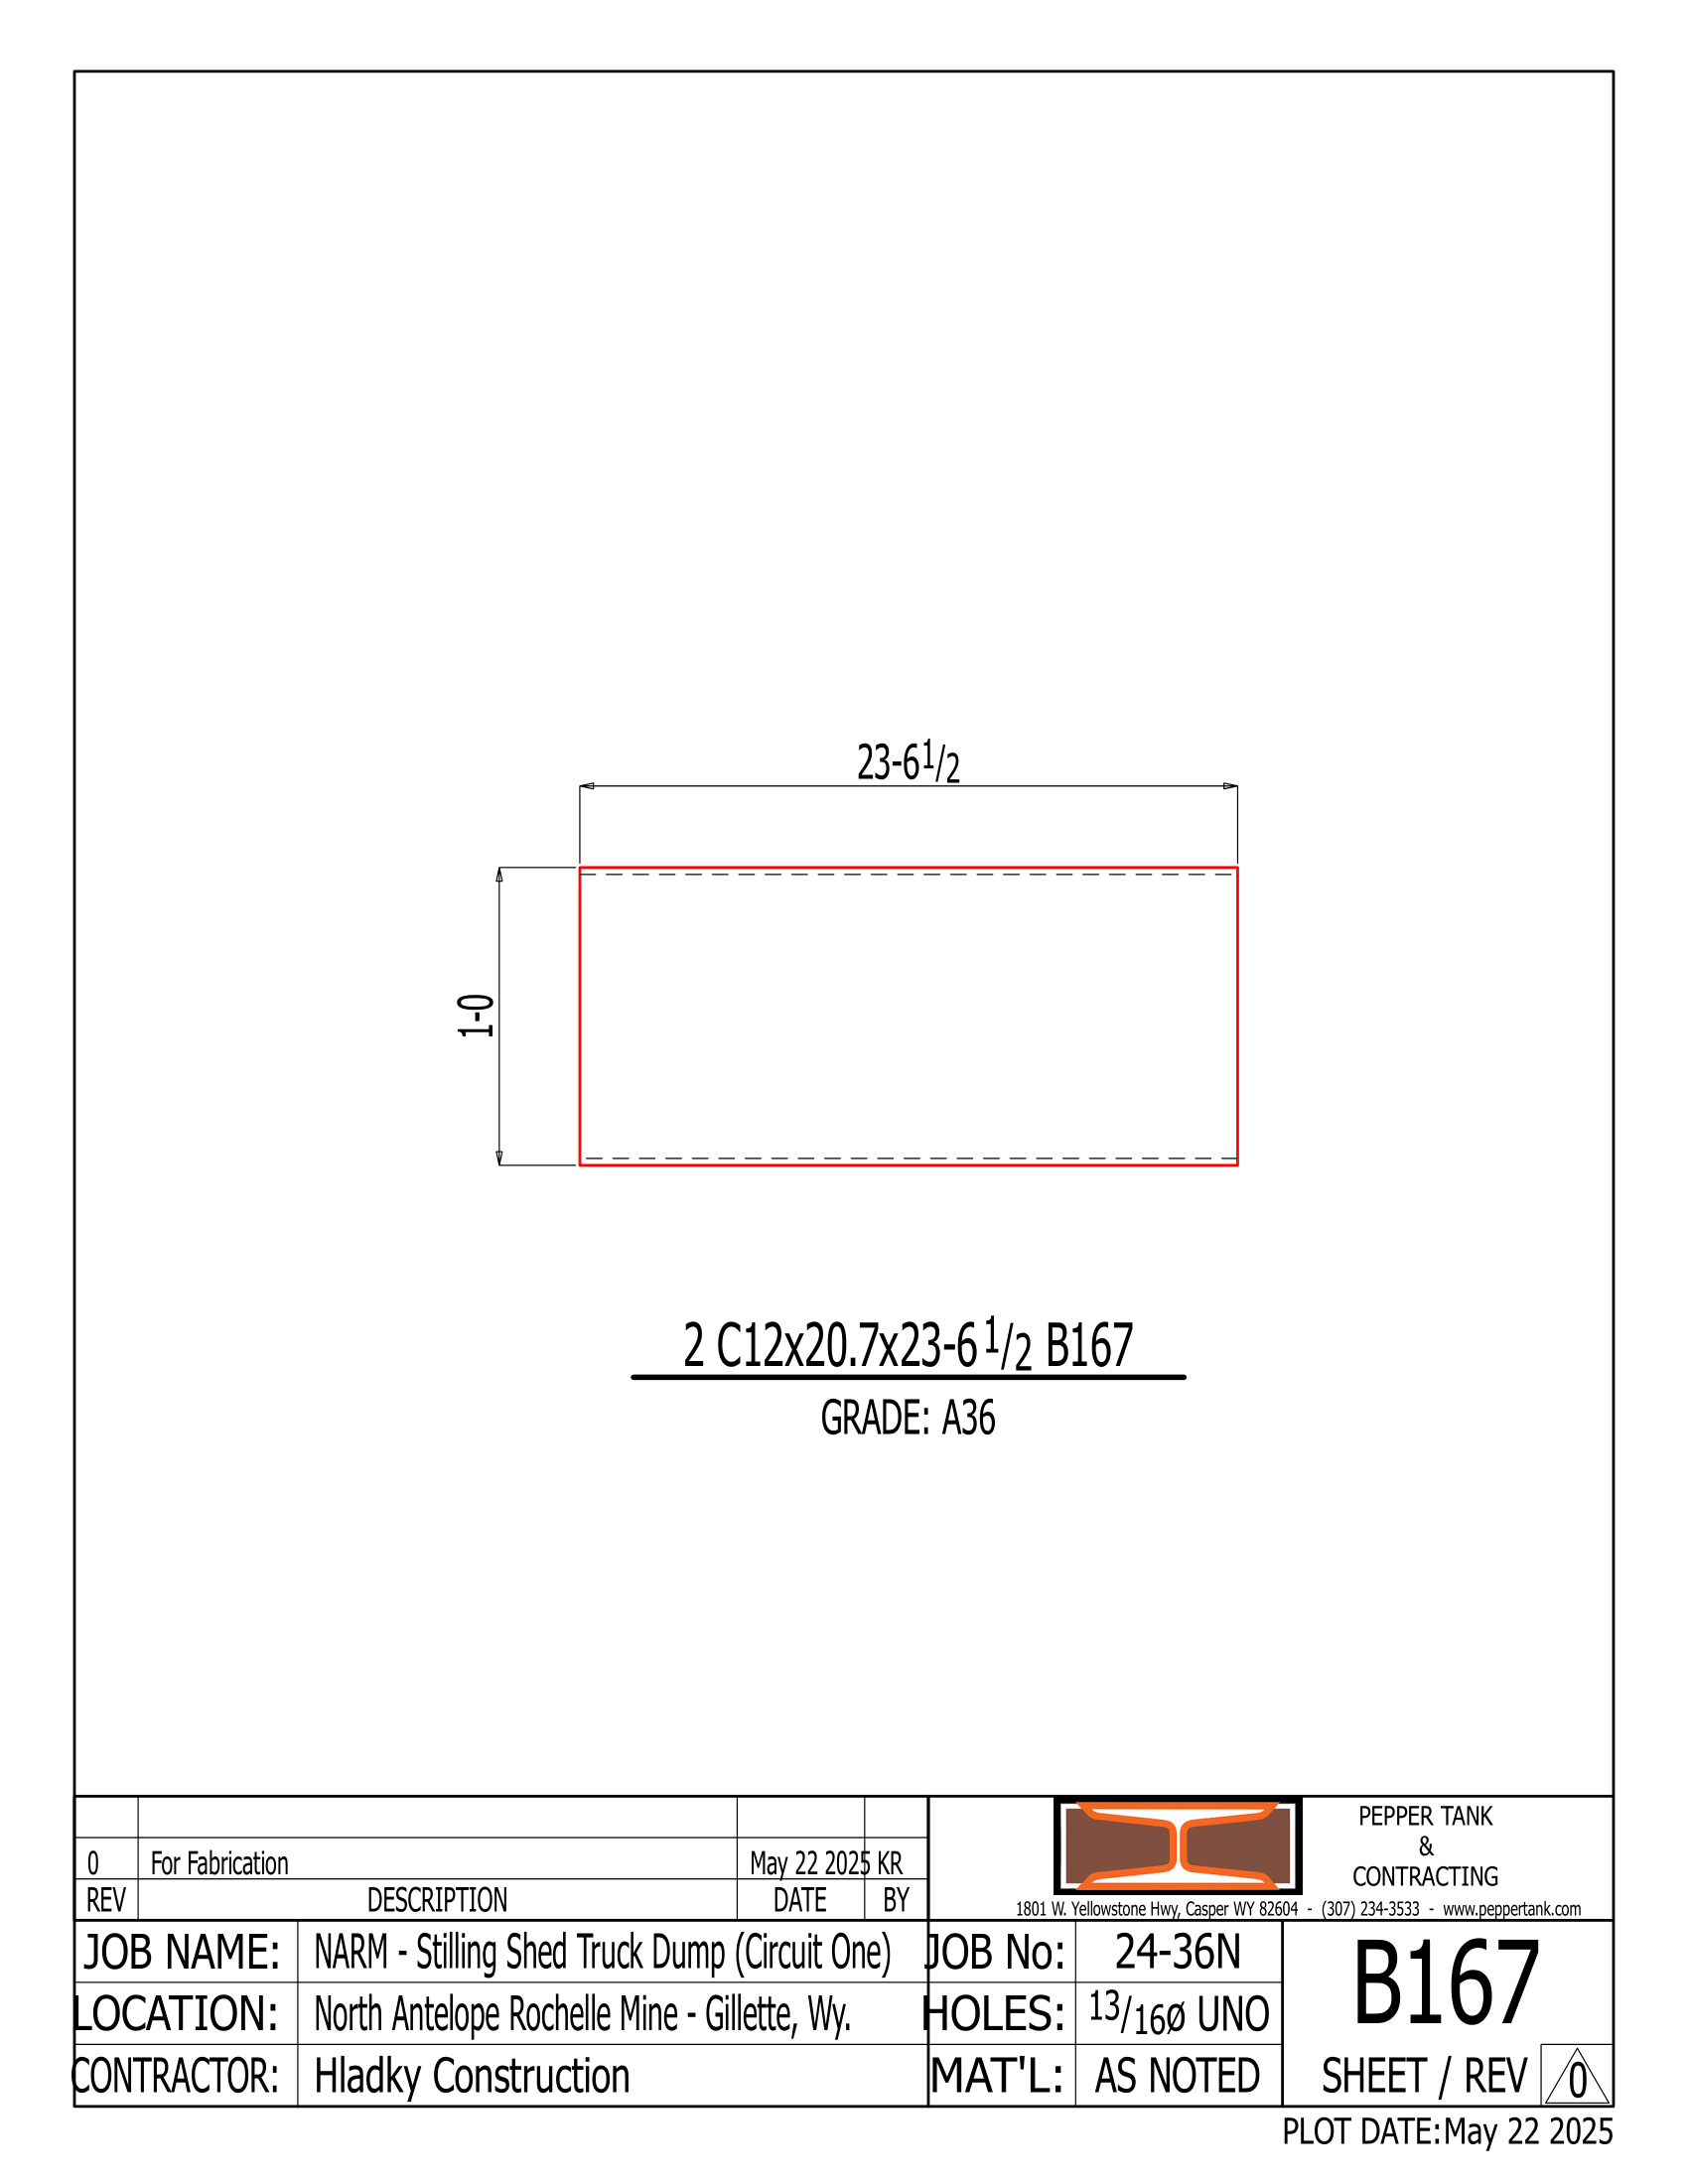 23-6 1/2
1-0
2 C12x20.7x23-6 1/2 B167
GRADE: A36
0 For Fabrication May 22 2025 KR
REV DESCRIPTION DATE BY
PEPPER TANK
&
CONTRACTING
1801 W. Yellowstone Hwy, Casper WY 82604 - (307) 234-3533 - www.peppertank.com
JOB NAME: NARM - Stilling Shed Truck Dump (Circuit One)
LOCATION: North Antelope Rochelle Mine - Gillette, Wy.
CONTRACTOR: Hladky Construction
JOB No: 24-36N
HOLES: 13/16Ø UNO
MAT'L: AS NOTED
B167
SHEET / REV 0
PLOT DATE:May 22 2025